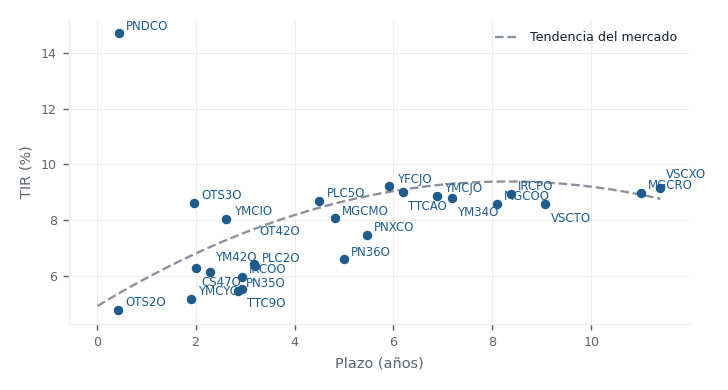 PNDCO
Tendencia del mercado
14
12
10
8
6
TIR (%)
VSCXO
MGCRO
YFCJO
YMCJO
IRCPO
MGCOO
OTS3O
PLC5O
TTCAO
YM34O
VSCTO
YMCIO
MGCMO
OT42O
PNXCO
YM42O
PLC2O
PN36O
IRCOO
CS47O
PN35O
YMCYO
OTS2O
TTC9O
0
2
4
6
8
10
Plazo (años)